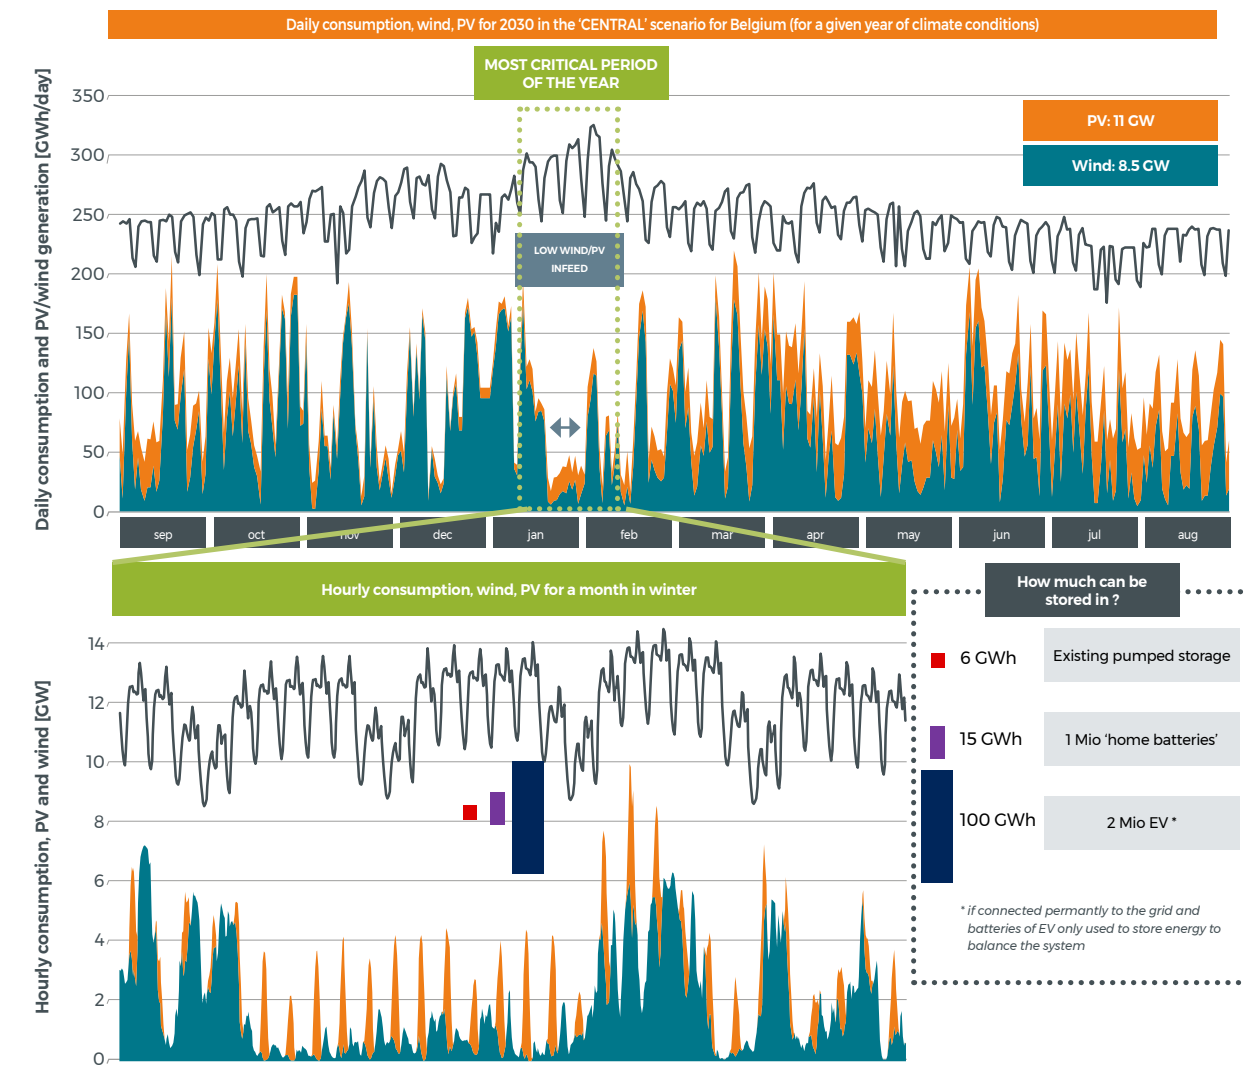 Daily consumption, wind, PV for 2030 in the ‘CENTRAL’ scenario for Belgium (for a given year of climate conditions)
MOST CRITICAL PERIOD
OF THE YEAR
Daily consumption and PV/wind generation [GWh/day]
350
300
250
200
150
100
50
0
PV: 11 GW
Wind: 8.5 GW
LOW WIND/PV
INFEED
sep
oct
nov
dec
jan
feb
mar
apr
may
jun
jul
aug
Hourly consumption, wind, PV for a month in winter
Hourly consumption, PV and wind [GW]
14
12
10
8
6
4
2
0
How much can be
stored in ?
6 GWh
Existing pumped storage
15 GWh
1 Mio ‘home batteries’
100 GWh
2 Mio EV *
* if connected permantly to the grid and
batteries of EV only used to store energy to
balance the system